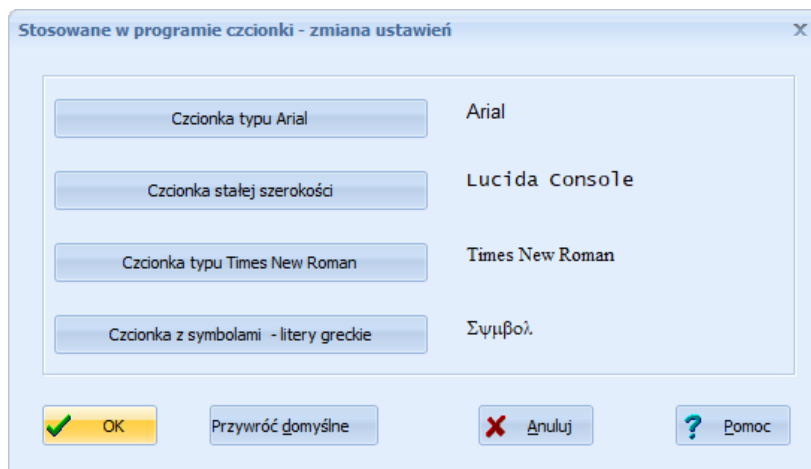 Stosowane w programie czcionki - zmiana ustawień
Czcionka typu Arial
Arial
Czcionka stałej szerokości
Lucida Console
Czcionka typu Times New Roman
Times New Roman
Czcionka z symbolami - litery greckie
Σψμβολ
OK
Przywróć domyślne
Anuluj
? Pomoc